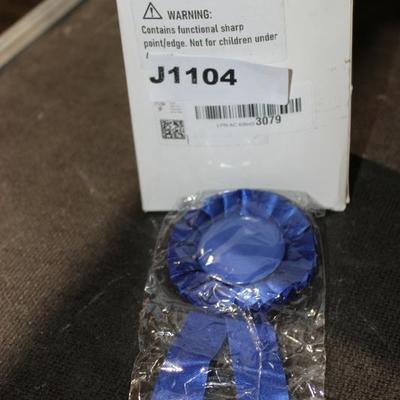 ⚠ WARNING:
Contains functional sharp
point/edge. Not for children under
J1104
3079